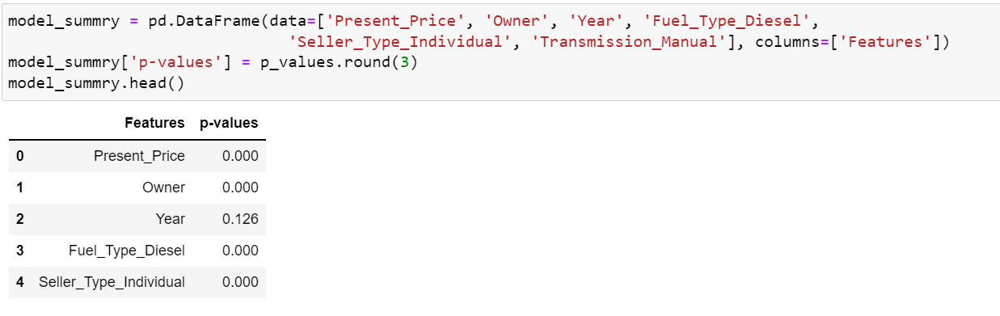 model_summry = pd.DataFrame(data=['Present_Price', 'Owner', 'Year', 'Fuel_Type_Diesel',
'Seller_Type_Individual', 'Transmission_Manual'], columns=['Features'])
model_summry['p-values'] = p_values.round(3)
model_summry.head()
Features p-values
0 Present_Price 0.000
1 Owner 0.000
2 Year 0.126
3 Fuel_Type_Diesel 0.000
4 Seller_Type_Individual 0.000